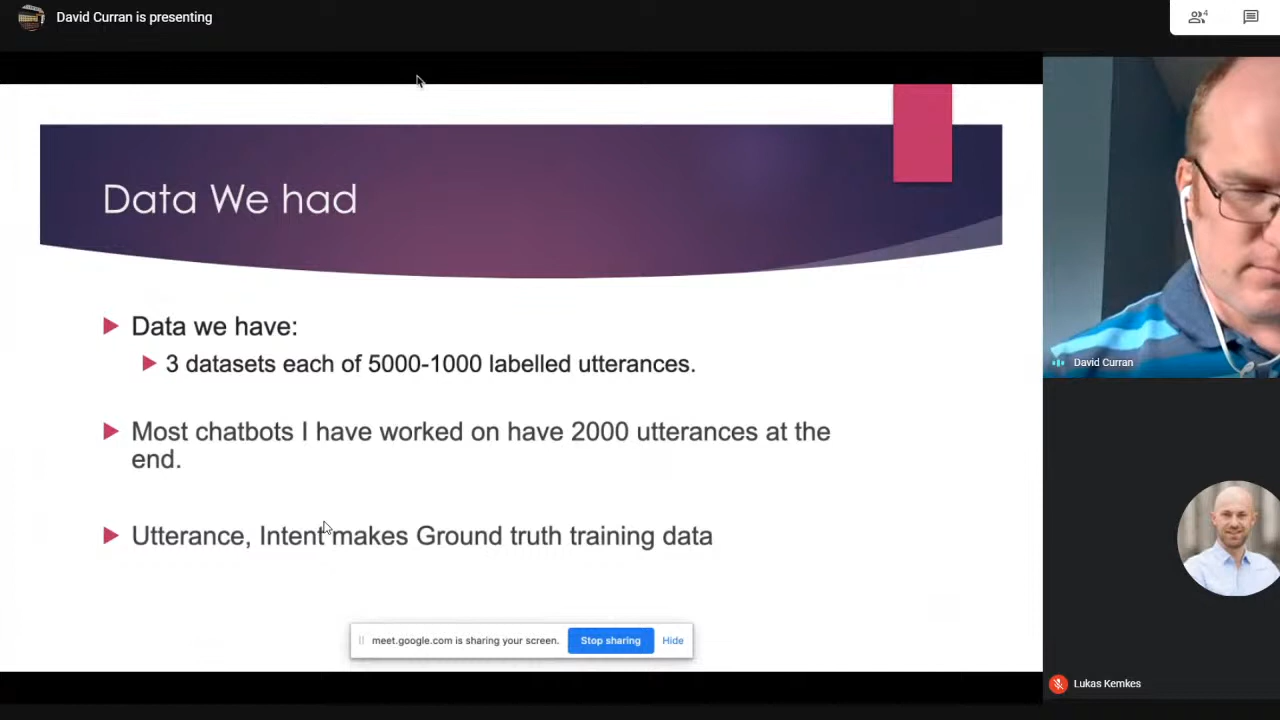 David Curran is presenting
4
Data We had
Data we have:
3 datasets each of 5000-1000 labelled utterances.
Most chatbots I have worked on have 2000 utterances at the
end.
Utterance, Intent makes Ground truth training data
meet.google.com is sharing your screen. Stop sharing Hide
David Curran
Lukas Kemkes